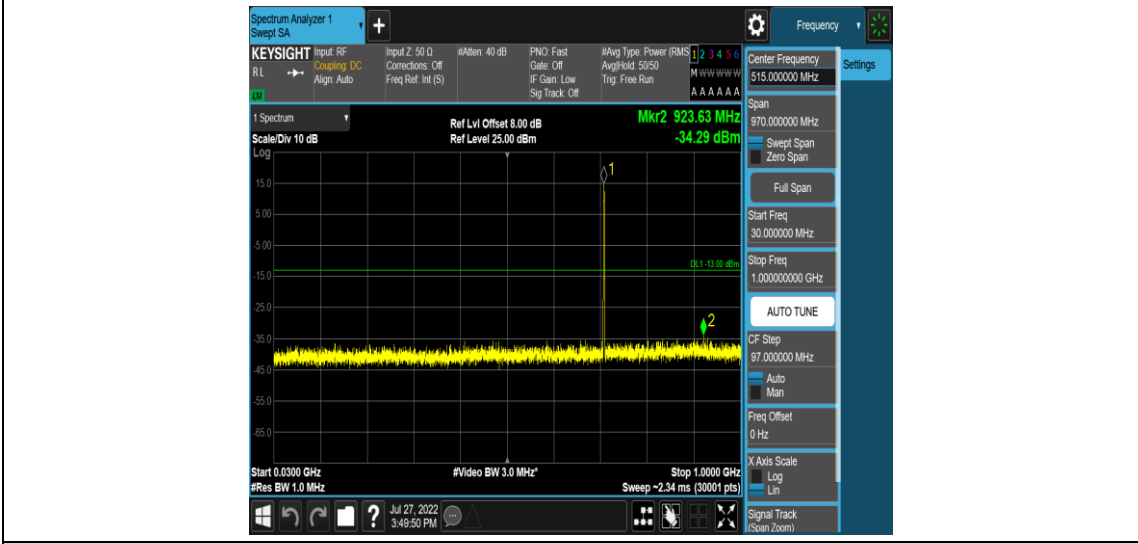 Spectrum Analyzer 1
Swept SA
+
Frequency
KEYSIGHT
RL
LXI
Input: RF
Coupling: DC
Align: Auto
Input Z: 50 Ω
Corrections: Off
Freq Ref: Int (S)
#Atten: 40 dB
PNO: Fast
Gate: Off
IF Gain: Low
Sig Track: Off
#Avg Type: Power (RMS
Avg|Hold: 50/50
Trig: Free Run
1 2 3 4 5 6
M W W W W W
A A A A A A
1 Spectrum
Scale/Div 10 dB
Log
Ref Lvl Offset 8.00 dB
Ref Level 25.00 dBm
Mkr2 923.63 MHz
-34.29 dBm
1
15.0
5.00
-5.00
DL1 -13.00 dBm
-15.0
-25.0
2
-35.0
-45.0
-55.0
-65.0
Start 0.0300 GHz
#Res BW 1.0 MHz
#Video BW 3.0 MHz*
Stop 1.0000 GHz
Sweep ~2.34 ms (30001 pts)
?
Jul 27, 2022
3:49:50 PM
Center Frequency
515.000000 MHz
Span
970.000000 MHz
Swept Span
Zero Span
Full Span
Start Freq
30.000000 MHz
Stop Freq
1.000000000 GHz
AUTO TUNE
CF Step
97.000000 MHz
Auto
Man
Freq Offset
0 Hz
X Axis Scale
Log
Lin
Signal Track
(Span Zoom)
Settings